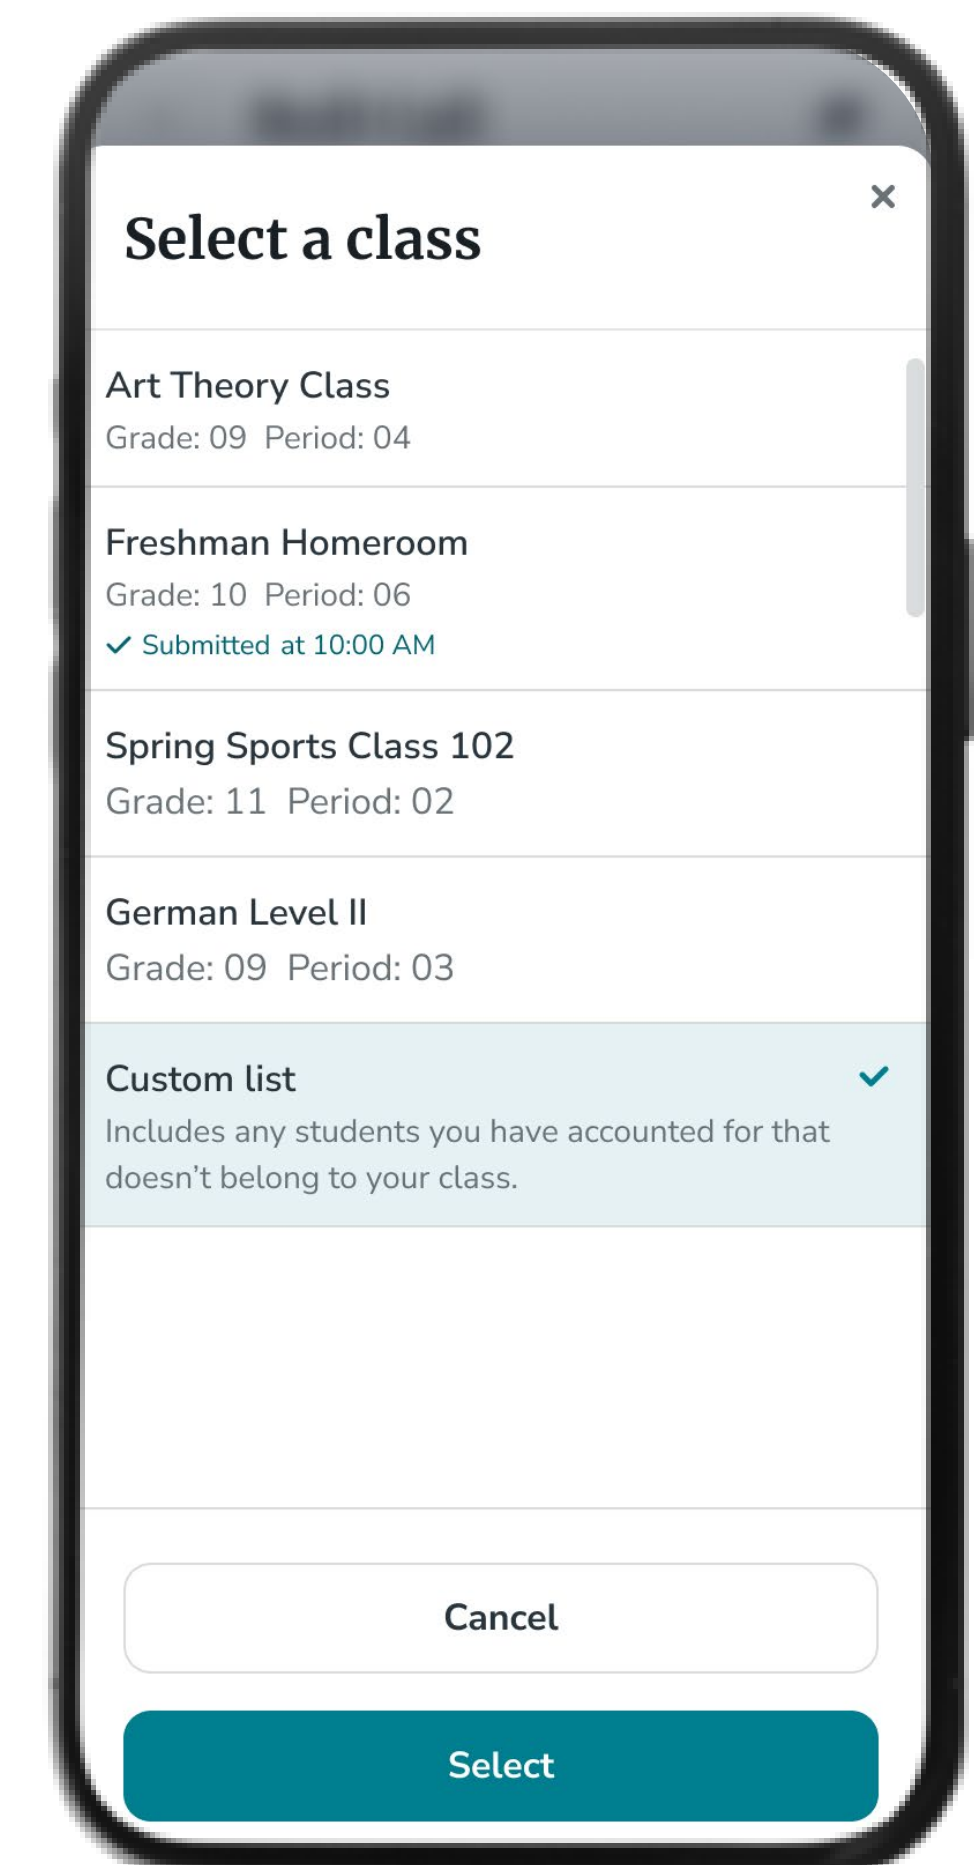 Select a class
Art Theory Class
Grade: 09 Period: 04
Freshman Homeroom
Grade: 10 Period: 06
Submitted at 10:00 AM
Spring Sports Class 102
Grade: 11 Period: 02
German Level II
Grade: 09 Period: 03
Custom list
Includes any students you have accounted for that
doesn’t belong to your class.
Cancel
Select